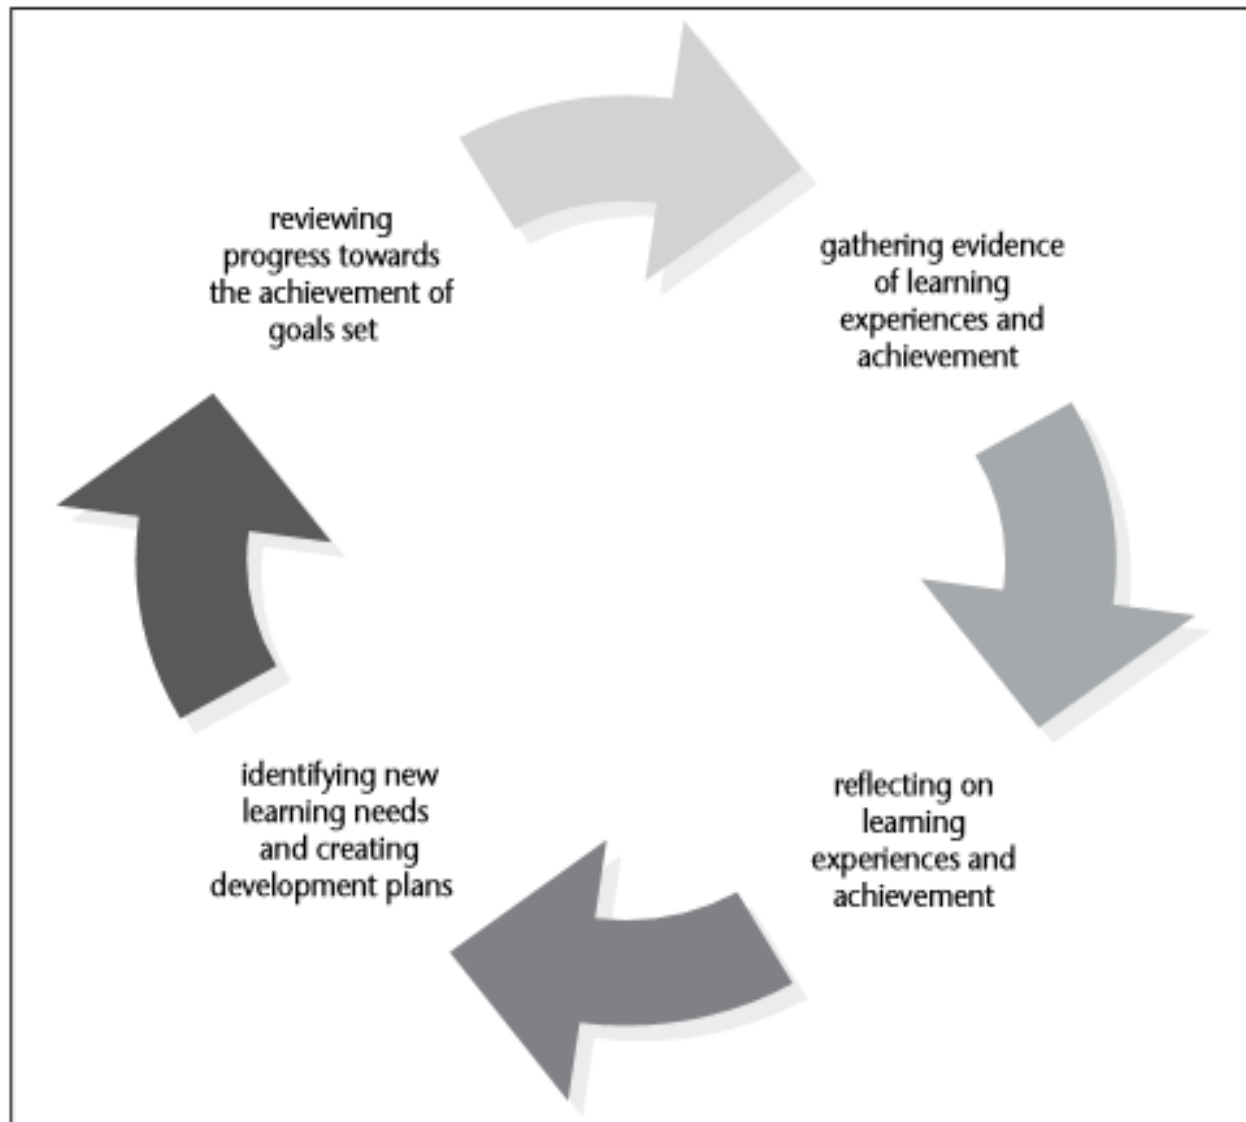 reviewing
progress towards
the achievement of
goals set
gathering evidence
of learning
experiences and
achievement
reflecting on
learning
experiences and
achievement
identifying new
learning needs
and creating
development plans